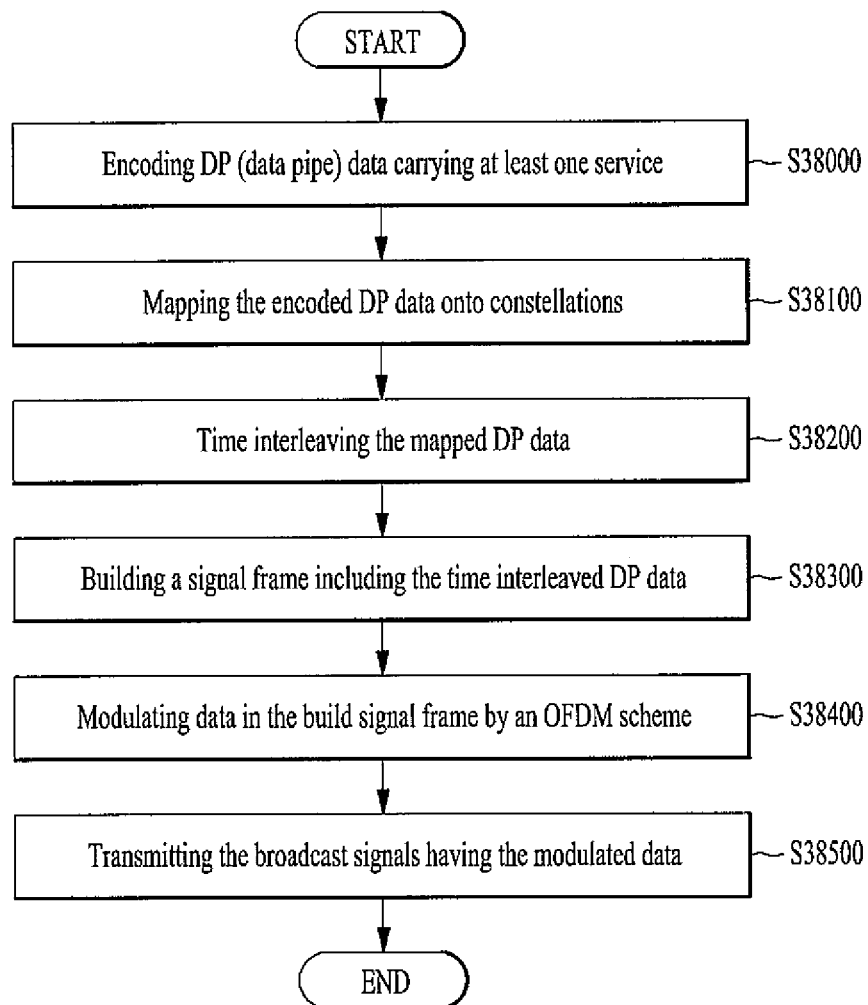 START
Encoding DP (data pipe) data carrying at least one service
S38000
Mapping the encoded DP data onto constellations
S38100
Time interleaving the mapped DP data
S38200
Building a signal frame including the time interleaved DP data
S38300
Modulating data in the build signal frame by an OFDM scheme
S38400
Transmitting the broadcast signals having the modulated data
S38500
END